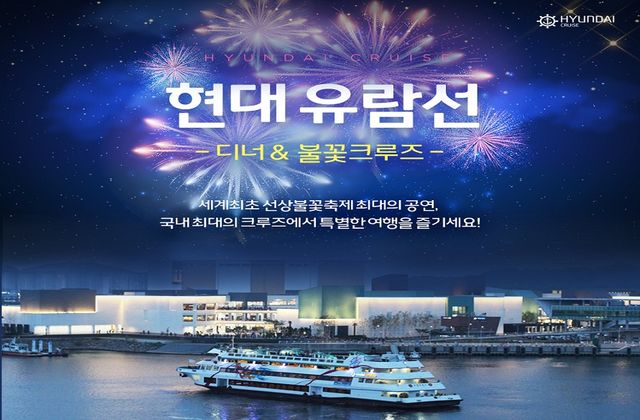 HYUNDAI
CRUISE
HYUNDAI CRUISE
현대 유람선
- 디너 & 불꽃크루즈 -
세계최초 선상불꽃축제 최대의 공연,
국내 최대의 크루즈에서 특별한 여행을 즐기세요!